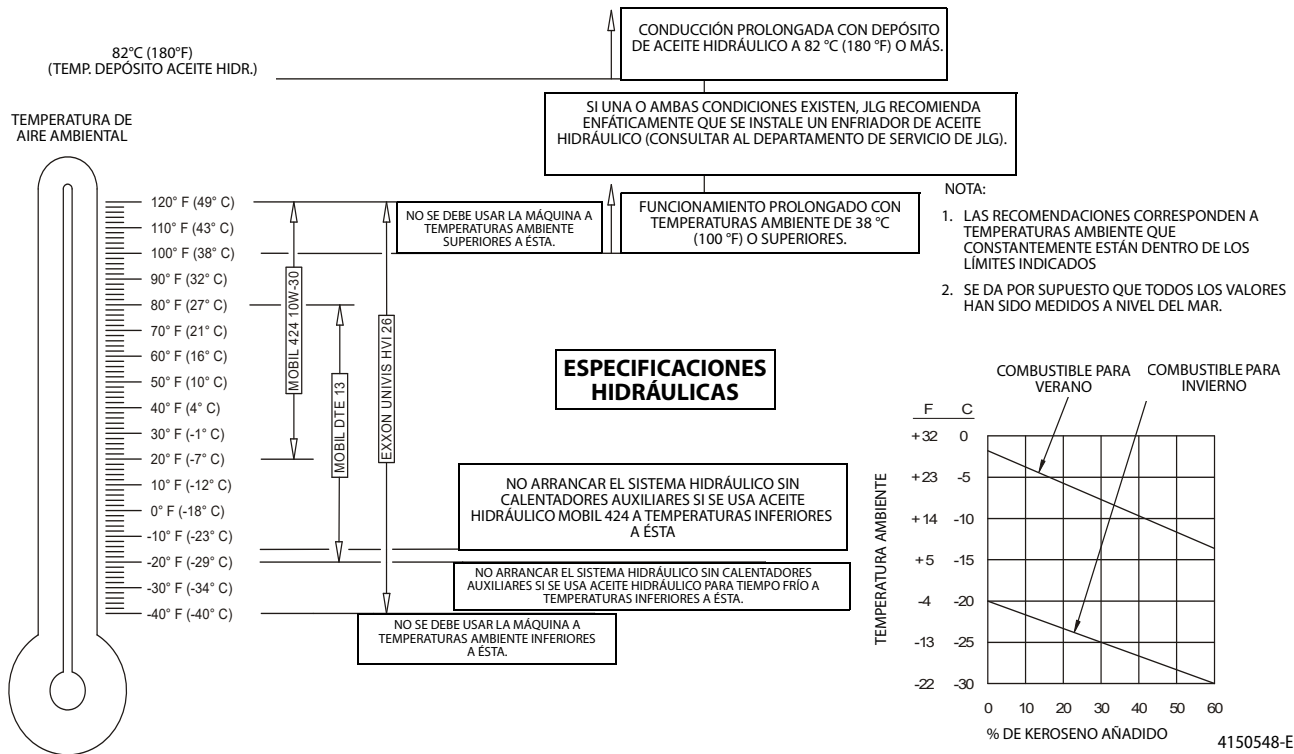 82°C (180°F)
(TEMP. DEPÓSITO ACEITE HIDR.)
CONDUCCIÓN PROLONGADA CON DEPÓSITO
DE ACEITE HIDRÁULICO A 82 °C (180 °F) O MÁS.
SI UNA O AMBAS CONDICIONES EXISTEN, JLG RECOMIENDA
ENFÁTICAMENTE QUE SE INSTALE UN ENFRIADOR DE ACEITE
HIDRÁULICO (CONSULTAR AL DEPARTAMENTO DE SERVICIO DE JLG).
TEMPERATURA DE
AIRE AMBIENTAL
120° F (49° C)
110° F (43° C)
100° F (38° C)
90° F (32° C)
80° F (27° C)
70° F (21° C)
60° F (16° C)
50° F (10° C)
40° F (4° C)
30° F (-1° C)
20° F (-7° C)
10° F (-12° C)
0° F (-18° C)
-10° F (-23° C)
-20° F (-29° C)
-30° F (-34° C)
-40° F (-40° C)
MOBIL 424 10W-30
MOBIL DTE 13
EXXON UNIVIS HVI 26
NO SE DEBE USAR LA MÁQUINA A
TEMPERATURAS AMBIENTE
SUPERIORES A ÉSTA.
FUNCIONAMIENTO PROLONGADO CON
TEMPERATURAS AMBIENTE DE 38 °C
(100 °F) O SUPERIORES.
NOTA:
1. LAS RECOMENDACIONES CORRESPONDEN A
TEMPERATURAS AMBIENTE QUE
CONSTANTEMENTE ESTÁN DENTRO DE LOS
LÍMITES INDICADOS
2. SE DA POR SUPUESTO QUE TODOS LOS VALORES
HAN SIDO MEDIDOS A NIVEL DEL MAR.
ESPECIFICACIONES
HIDRÁULICAS
NO ARRANCAR EL SISTEMA HIDRÁULICO SIN
CALENTADORES AUXILIARES SI SE USA ACEITE
HIDRÁULICO MOBIL 424 A TEMPERATURAS INFERIORES
A ÉSTA
NO ARRANCAR EL SISTEMA HIDRÁULICO SIN CALENTADORES
AUXILIARES SI SE USA ACEITE HIDRÁULICO PARA TIEMPO FRÍO A
TEMPERATURAS INFERIORES A ÉSTA.
NO SE DEBE USAR LA MÁQUINA A
TEMPERATURAS AMBIENTE INFERIORES
A ÉSTA.
COMBUSTIBLE PARA
VERANO
COMBUSTIBLE PARA
INVIERNO
F C
+32 0
+23 -5
+14 -10
+5 -15
-4 -20
-13 -25
-22 -30
TEMPERATURA AMBIENTE
0 10 20 30 40 50 60
% DE KEROSENO AÑADIDO
4150548-E